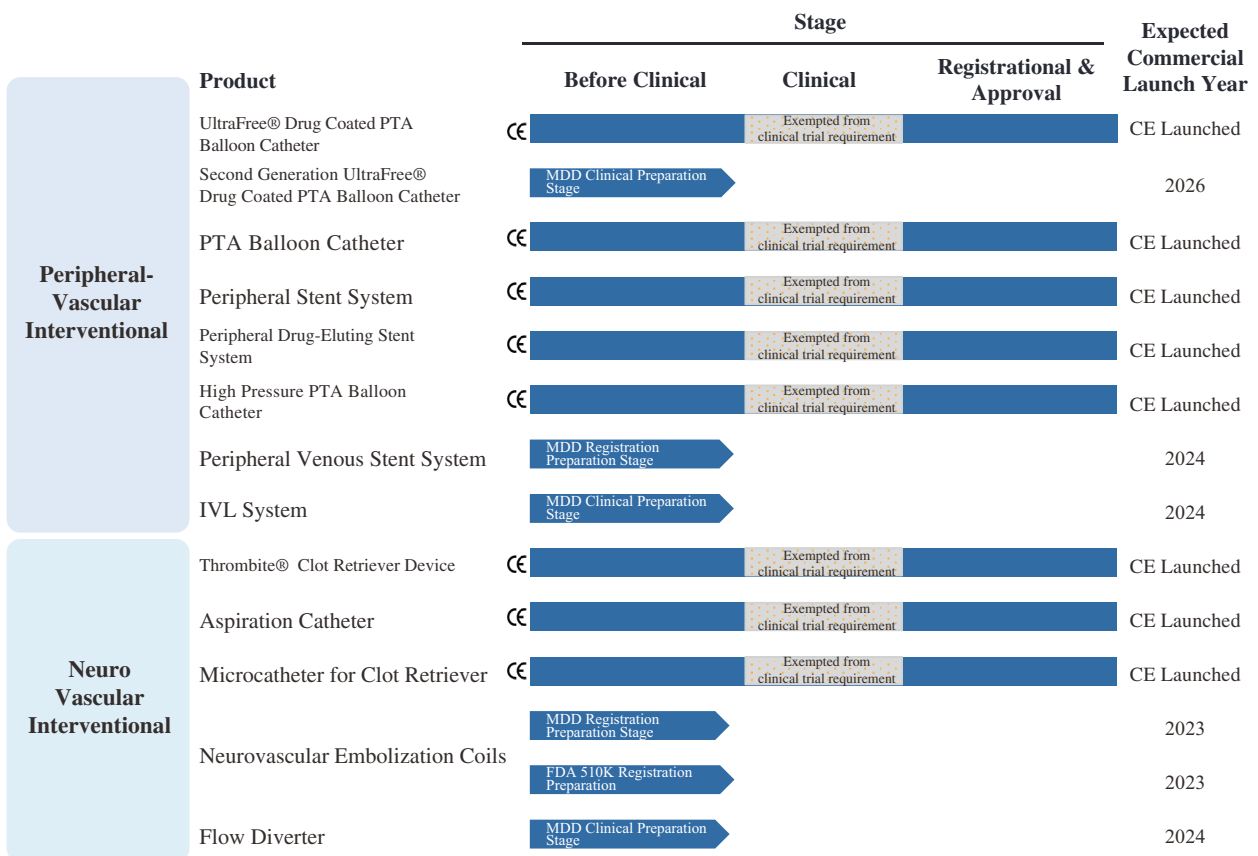 Stage
Expected
Commercial
Launch Year
Product
Before Clinical
Clinical
Registrational &
Approval
Peripheral-
Vascular
Interventional
UltraFree® Drug Coated PTA
Balloon Catheter
CE
Exempted from
clinical trial requirement
CE Launched
Second Generation UltraFree®
Drug Coated PTA Balloon Catheter
MDD Clinical Preparation
Stage
2026
PTA Balloon Catheter
CE
Exempted from
clinical trial requirement
CE Launched
Peripheral Stent System
CE
Exempted from
clinical trial requirement
CE Launched
Peripheral Drug-Eluting Stent
System
CE
Exempted from
clinical trial requirement
CE Launched
High Pressure PTA Balloon
Catheter
CE
Exempted from
clinical trial requirement
CE Launched
Peripheral Venous Stent System
MDD Registration
Preparation Stage
2024
IVL System
MDD Clinical Preparation
Stage
2024
Neuro
Vascular
Interventional
Thrombite® Clot Retriever Device
CE
Exempted from
clinical trial requirement
CE Launched
Aspiration Catheter
CE
Exempted from
clinical trial requirement
CE Launched
Microcatheter for Clot Retriever
CE
Exempted from
clinical trial requirement
CE Launched
Neurovascular Embolization Coils
MDD Registration
Preparation Stage
2023
FDA 510K Registration
Preparation
2023
Flow Diverter
MDD Clinical Preparation
Stage
2024